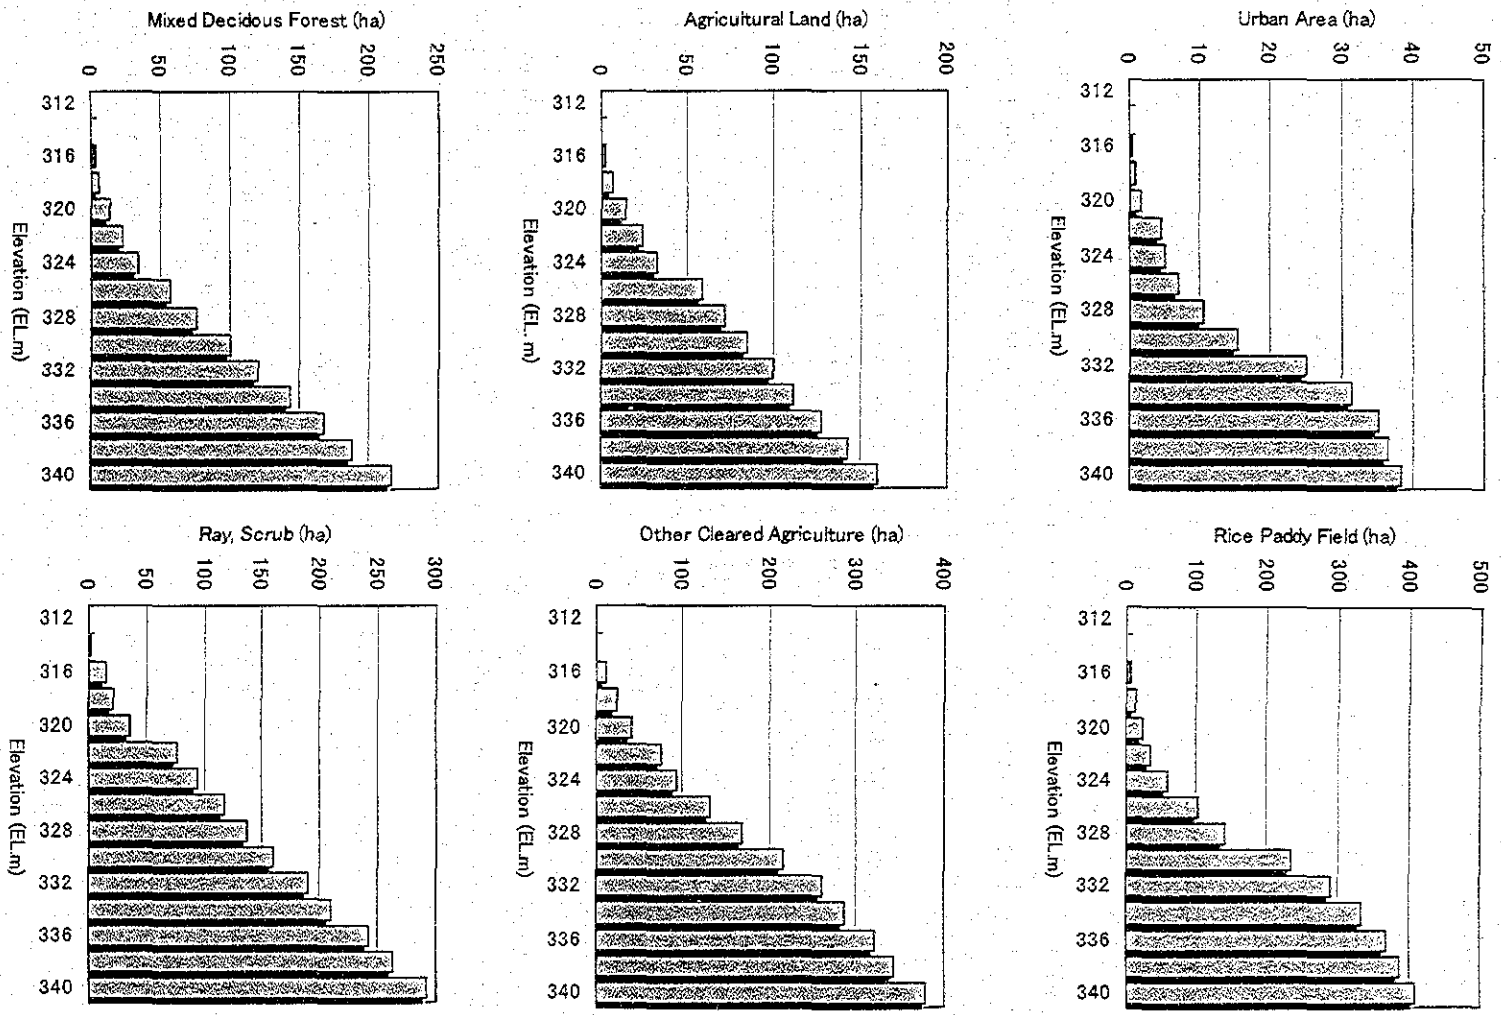 Mixed Decidous Forest (ha)
0 50 100 150 200 250
312
316
320
324
328
332
336
340
Elevation (EL.m)
Agricultural Land (ha)
0 50 100 150 200
312
316
320
324
328
332
336
340
Elevation (EL.m)
Urban Area (ha)
0 10 20 30 40 50
312
316
320
324
328
332
336
340
Elevation (EL.m)
Ray, Scrub (ha)
0 50 100 150 200 250 300
312
316
320
324
328
332
336
340
Elevation (EL.m)
Other Cleared Agriculture (ha)
0 100 200 300 400
312
316
320
324
328
332
336
340
Elevation (EL.m)
Rice Paddy Field (ha)
0 100 200 300 400 500
312
316
320
324
328
332
336
340
Elevation (EL.m)